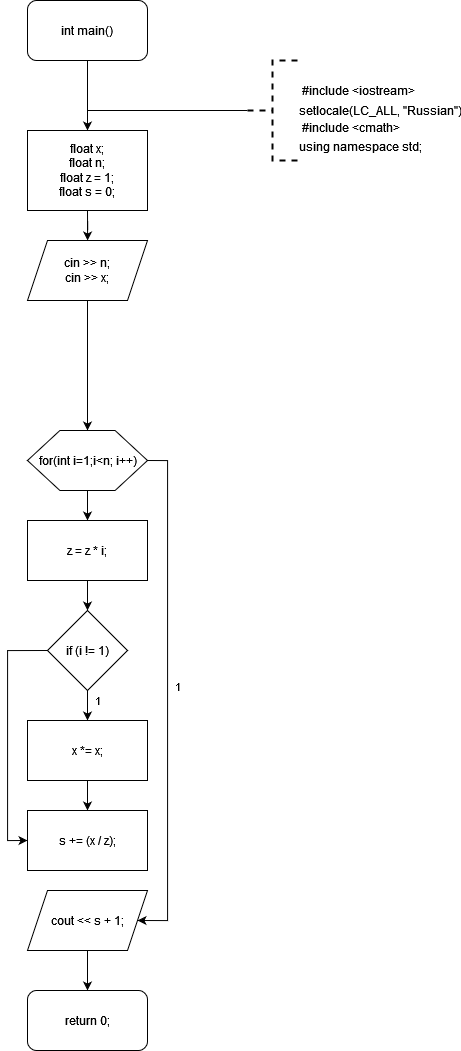 int main()
#include <iostream>
setlocale(LC_ALL, "Russian")
#include <cmath>
using namespace std;
float x;
float n;
float z = 1;
float s = 0;
cin >> n;
cin >> x;
for(int i=1;i<n; i++)
z = z * i;
if (i != 1)
1
1
x *= x;
s += (x / z);
cout << s + 1;
return 0;